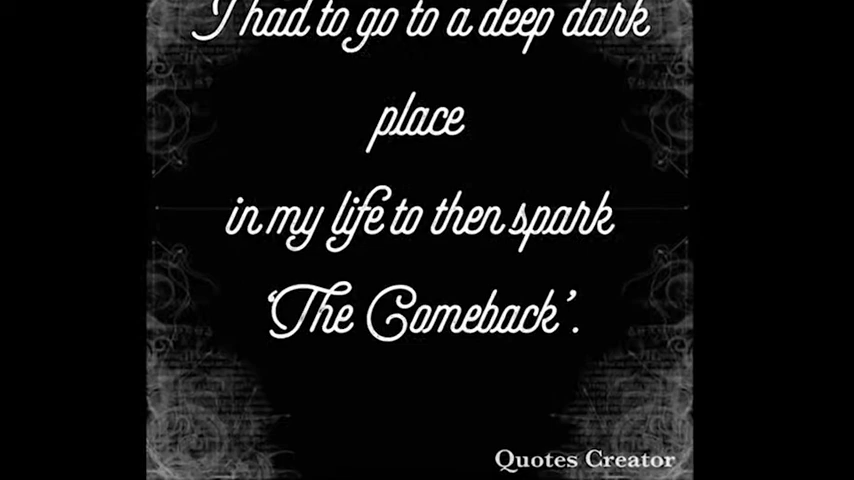 I had to go to a deep dark
place
in my life to then spark
‘The Comeback’.
Quotes Creator